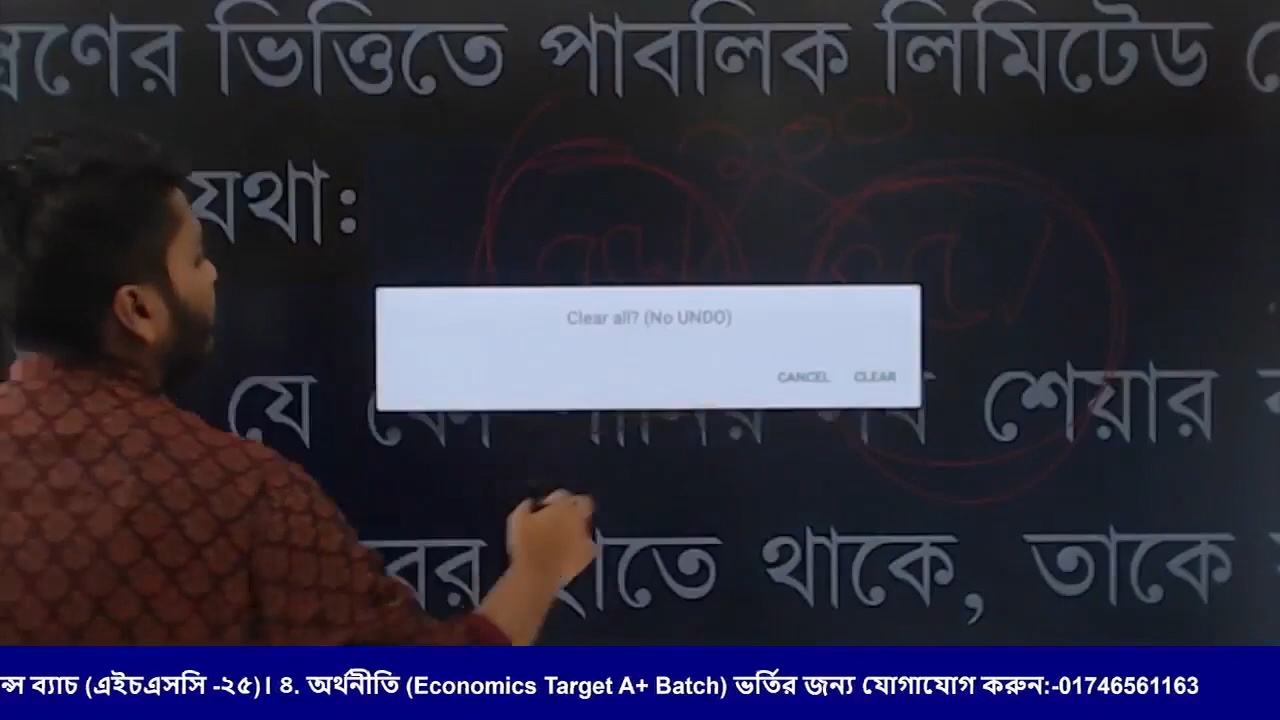 ন্ত্রণের ভিত্তিতে পাবলিক লিমিটেড
যথা:
২০০
Clear all? (No UNDO)
CANCEL CLEAR
যে শেয়ার
হাতে থাকে, তাকে
ন্স ব্যাচ (এইচএসসি -২৫)। ৪. অর্থনীতি (Economics Target A+ Batch) ভর্তির জন্য যোগাযোগ করুন:-01746561163